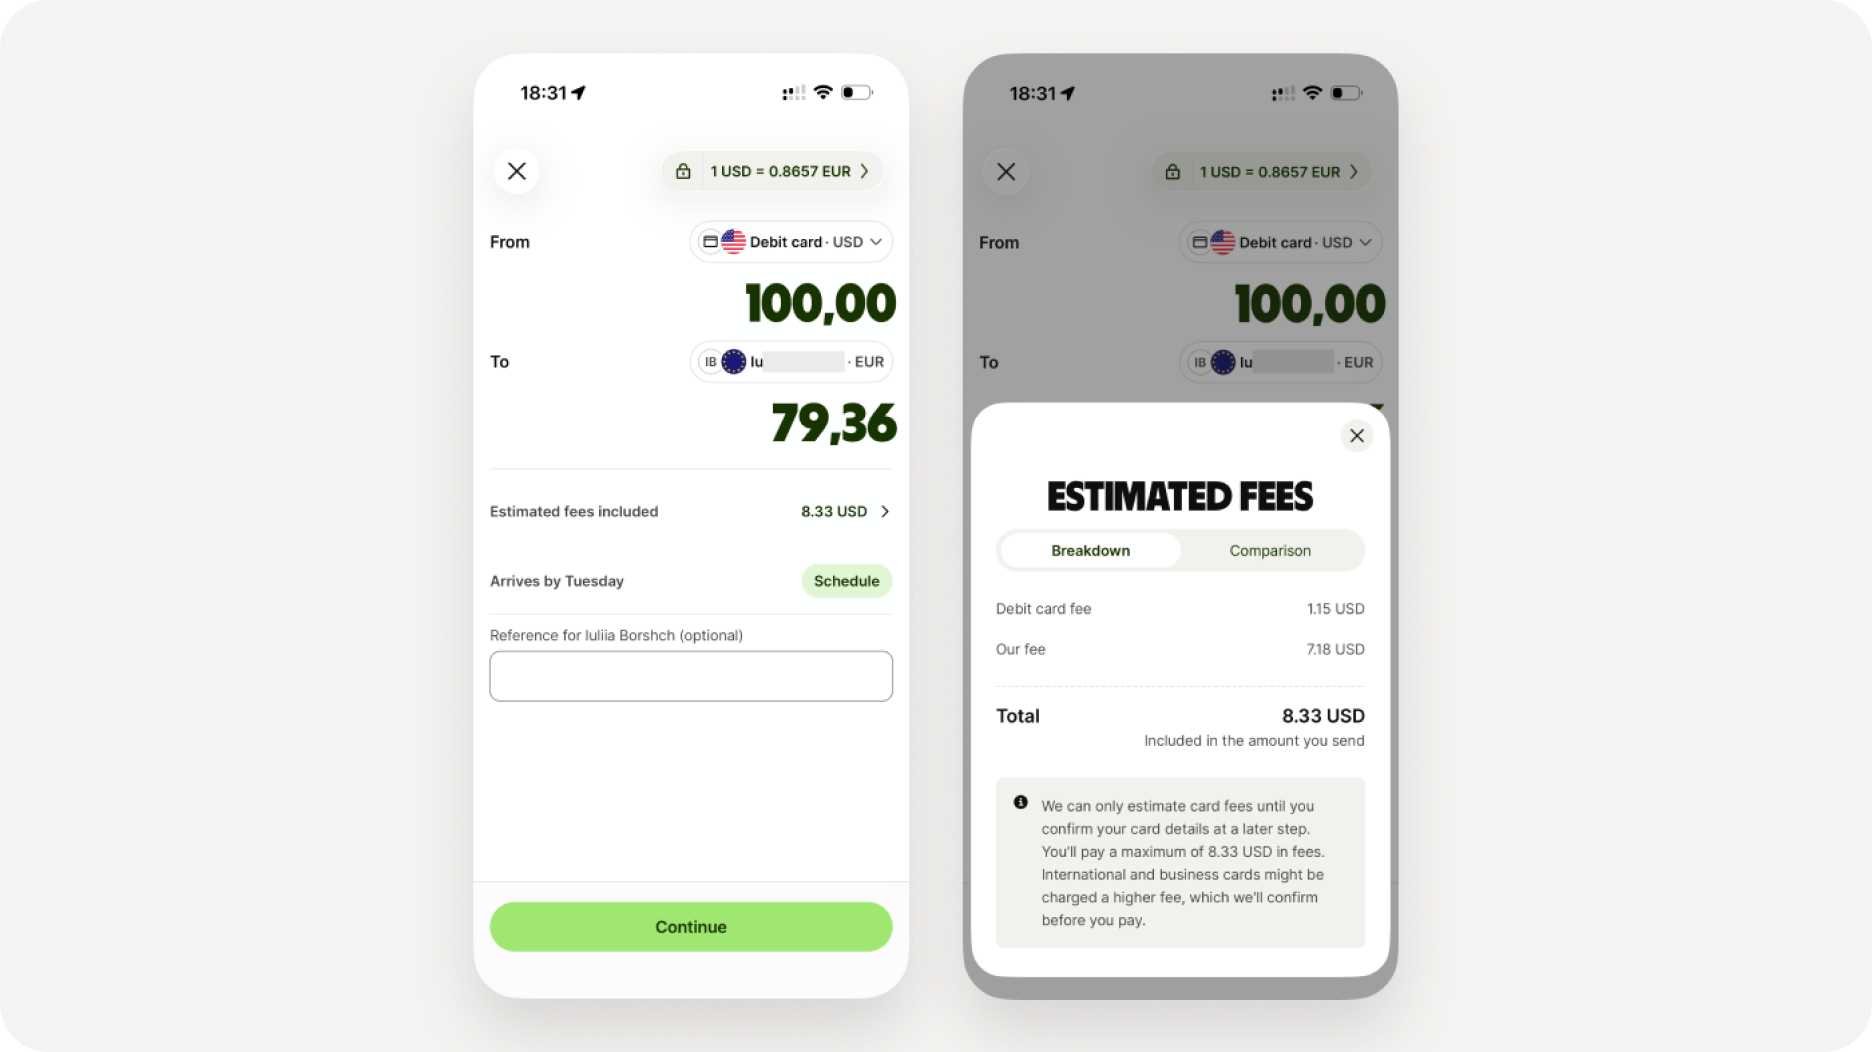 18:31
1 USD = 0.8657 EUR
From
Debit card · USD
100,00
To
IB Iu · EUR
79,36
Estimated fees included
8.33 USD
Arrives by Tuesday
Schedule
Reference for Iuliia Borshch (optional)
Continue
18:31
1 USD = 0.8657 EUR
From
Debit card · USD
100,00
To
IB Iu · EUR
ESTIMATED FEES
Breakdown
Comparison
Debit card fee
1.15 USD
Our fee
7.18 USD
Total
8.33 USD
Included in the amount you send
We can only estimate card fees until you
confirm your card details at a later step.
You'll pay a maximum of 8.33 USD in fees.
International and business cards might be
charged a higher fee, which we'll confirm
before you pay.